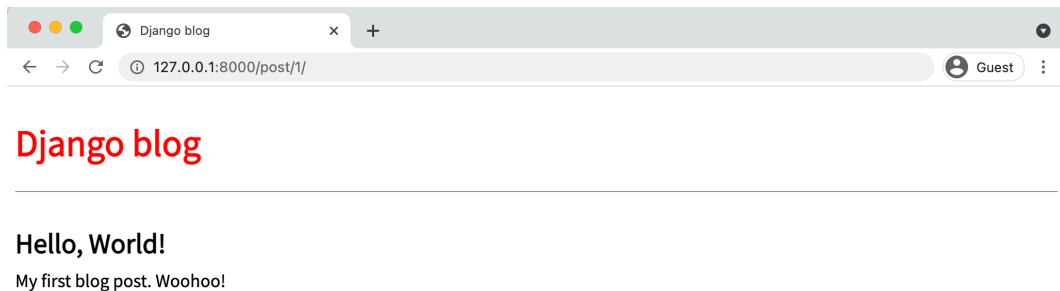 Django blog
127.0.0.1:8000/post/1/
Guest
Django blog
Hello, World!
My first blog post. Woohoo!